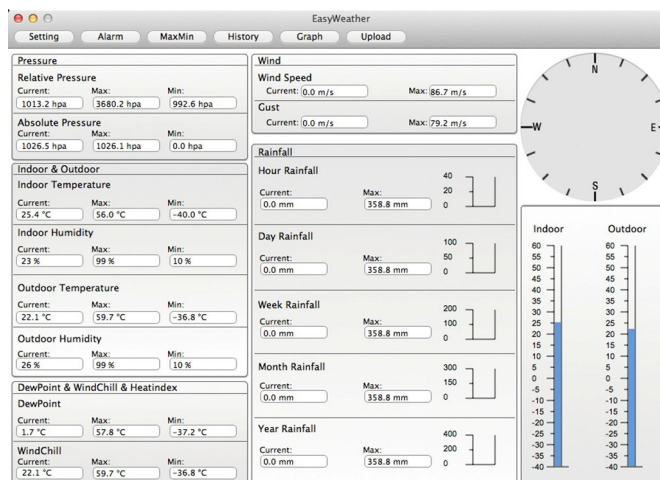 EasyWeather
Setting Alarm MaxMin History Graph Upload
Pressure
Relative Pressure
Current: Max: Min:
1013.2 hpa 3680.2 hpa 992.6 hpa
Absolute Pressure
Current: Max: Min:
1026.5 hpa 1026.1 hpa 0.0 hpa
Indoor & Outdoor
Indoor Temperature
Current: Max: Min:
25.4 °C 56.0 °C -40.0 °C
Indoor Humidity
Current: Max: Min:
23 % 99 % 10 %
Outdoor Temperature
Current: Max: Min:
22.1 °C 59.7 °C -36.8 °C
Outdoor Humidity
Current: Max: Min:
26 % 99 % 10 %
DewPoint & WindChill & Heatindex
DewPoint
Current: Max: Min:
1.7 °C 57.8 °C -37.2 °C
WindChill
Current: Max: Min:
22.1 °C 59.7 °C -36.8 °C
Wind
Wind Speed
Current: 0.0 m/s Max: 86.7 m/s
Gust
Current: 0.0 m/s Max: 79.2 m/s
Rainfall
Hour Rainfall
40
Current: Max: 20
0.0 mm 358.8 mm 0
Day Rainfall
100
Current: Max: 50
0.0 mm 358.8 mm 0
Week Rainfall
200
Current: Max: 100
0.0 mm 358.8 mm 0
Month Rainfall
300
Current: Max: 150
0.0 mm 358.8 mm 0
Year Rainfall
400
Current: Max: 200
0.0 mm 358.8 mm 0
N
W E
S
Indoor Outdoor
60 60
55 55
50 50
45 45
40 40
35 35
30 30
25 25
20 20
15 15
10 10
5 5
0 0
-5 -5
-10 -10
-15 -15
-20 -20
-25 -25
-30 -30
-35 -35
-40 -40